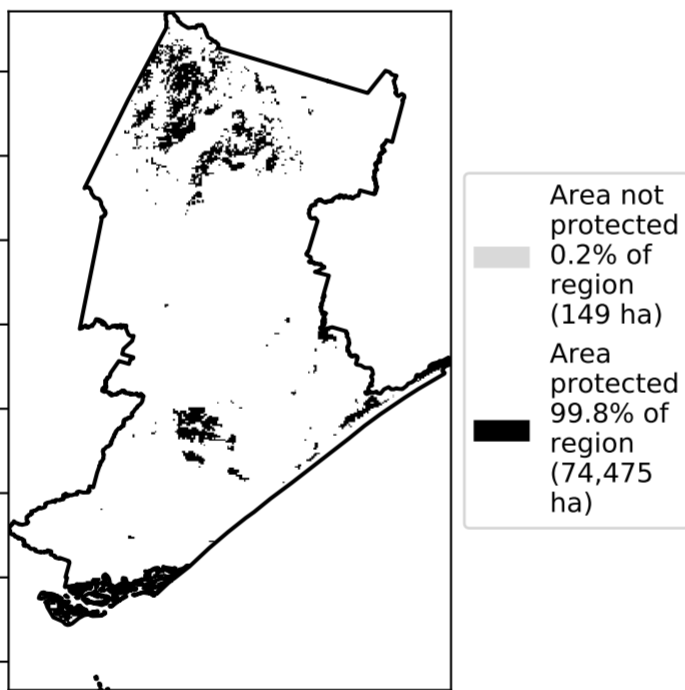 Area not
protected
0.2% of
region
(149 ha)
Area
protected
99.8% of
region
(74,475
ha)